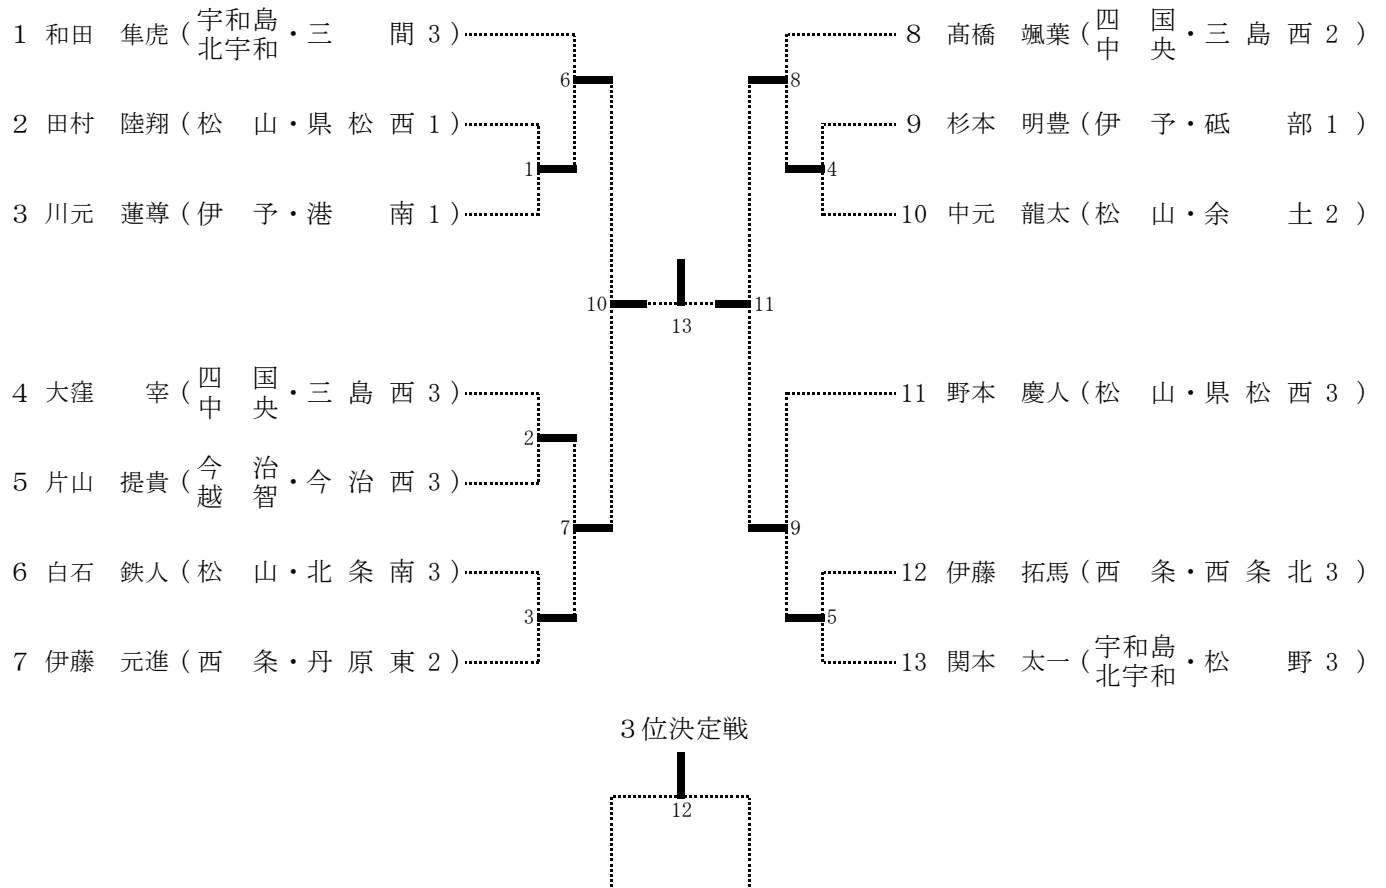 1 和田 隼虎 ( 宇和島北宇和 ・ 三 間 3 )
6
2 田村 陸翔 ( 松 山 ・ 県 松 西 1 )
1
3 川元 蓮尊 ( 伊 予 ・ 港 南 1 )
10
4 大窪 宰 ( 四国中央 ・ 三 島 西 3 )
2
5 片山 提貴 ( 今治越智 ・ 今 治 西 3 )
7
6 白石 鉄人 ( 松 山 ・ 北 条 南 3 )
3
7 伊藤 元進 ( 西 条 ・ 丹 原 東 2 )
13
8 髙橋 颯葉 ( 四国中央 ・ 三 島 西 2 )
8
9 杉本 明豊 ( 伊 予 ・ 砥 部 1 )
4
10 中元 龍太 ( 松 山 ・ 余 土 2 )
11
11 野本 慶人 ( 松 山 ・ 県 松 西 3 )
9
12 伊藤 拓馬 ( 西 条 ・ 西 条 北 3 )
5
13 関本 太一 ( 宇和島北宇和 ・ 松 野 3 )
３位決定戦
12